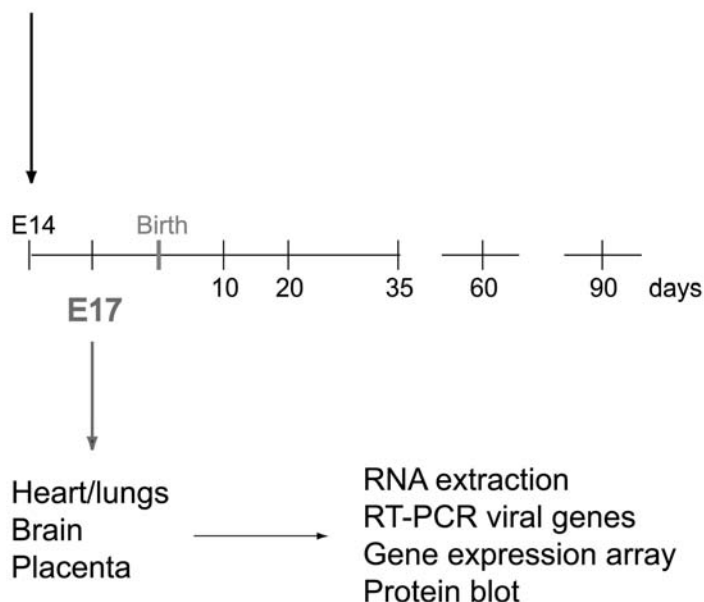 E14 Birth
10 20 35 60 90 days
E17
Heart/lungs
Brain
Placenta
RNA extraction
RT-PCR viral genes
Gene expression array
Protein blot